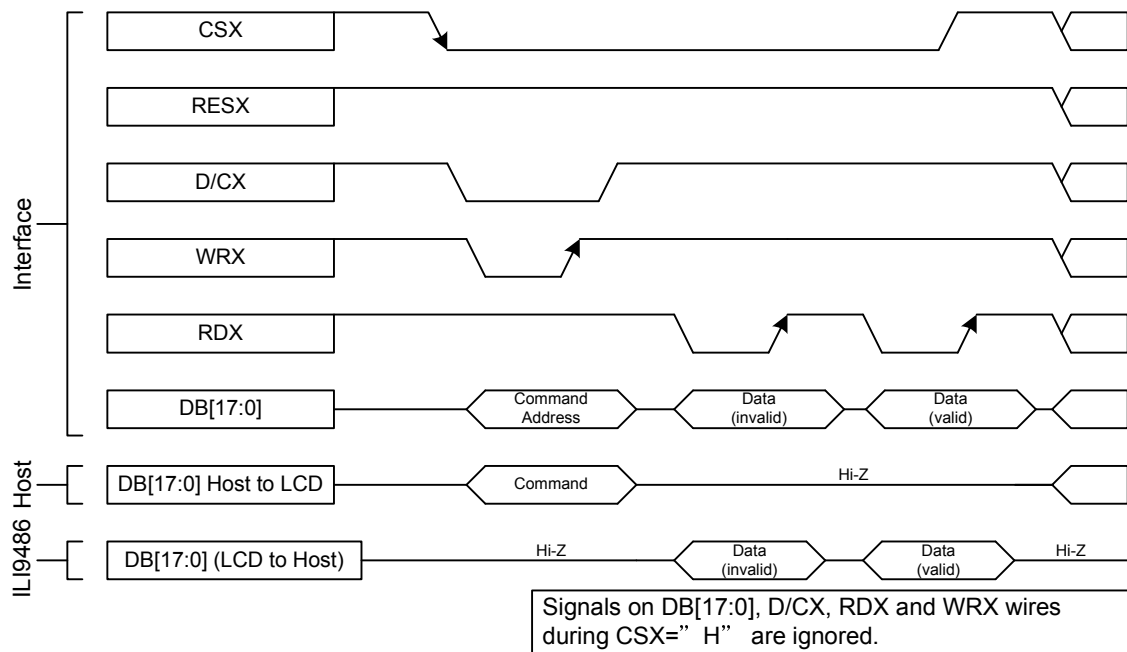 CSX
RESX
D/CX
WRX
RDX
DB[17:0]
Command
Address
Data
(invalid)
Data
(valid)
Interface
DB[17:0] Host to LCD
Command
Hi-Z
Host
DB[17:0] (LCD to Host)
Hi-Z
Data
(invalid)
Data
(valid)
Hi-Z
ILI9486
Signals on DB[17:0], D/CX, RDX and WRX wires
during CSX=” H” are ignored.